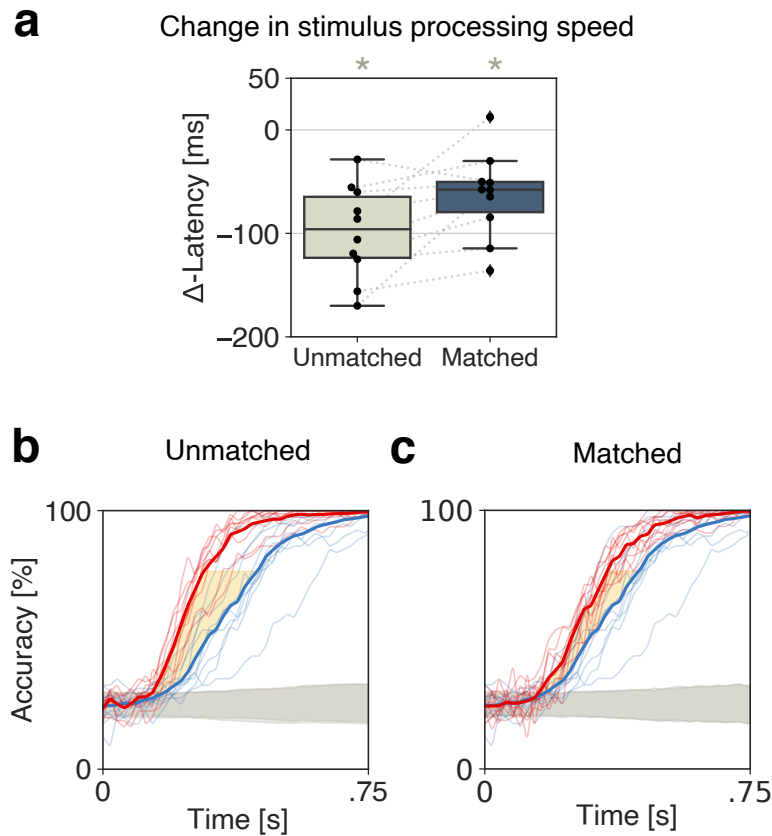 a
Change in stimulus processing speed
* *
50
0
−100
−200
Δ-Latency [ms]
Unmatched Matched
b Unmatched
100
0
Accuracy [%]
0 .75
Time [s]
c Matched
100
0
0 .75
Time [s]